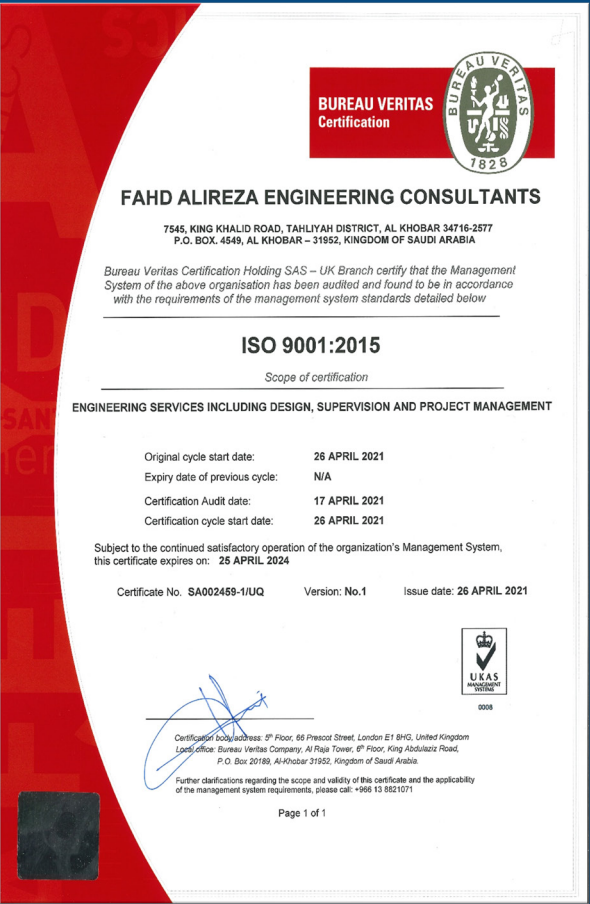 BUREAU VERITAS
Certification
BUREAU VERITAS
1828
FAHD ALIREZA ENGINEERING CONSULTANTS
7545, KING KHALID ROAD, TAHLIYAH DISTRICT, AL KHOBAR 34716-2577
P.O. BOX. 4549, AL KHOBAR – 31952, KINGDOM OF SAUDI ARABIA
Bureau Veritas Certification Holding SAS – UK Branch certify that the Management
System of the above organisation has been audited and found to be in accordance
with the requirements of the management system standards detailed below
ISO 9001:2015
Scope of certification
ENGINEERING SERVICES INCLUDING DESIGN, SUPERVISION AND PROJECT MANAGEMENT
Original cycle start date: 26 APRIL 2021
Expiry date of previous cycle: N/A
Certification Audit date: 17 APRIL 2021
Certification cycle start date: 26 APRIL 2021
Subject to the continued satisfactory operation of the organization's Management System,
this certificate expires on: 25 APRIL 2024
Certificate No. SA002459-1/UQ Version: No.1 Issue date: 26 APRIL 2021
UKAS
MANAGEMENT
SYSTEMS
0008
Certification body address: 5th Floor, 66 Prescot Street, London E1 8HG, United Kingdom
Local office: Bureau Veritas Company, Al Raja Tower, 6th Floor, King Abdulaziz Road,
P.O. Box 20189, Al-Khobar 31952, Kingdom of Saudi Arabia.
Further clarifications regarding the scope and validity of this certificate and the applicability
of the management system requirements, please call: +966 13 8821071
Page 1 of 1